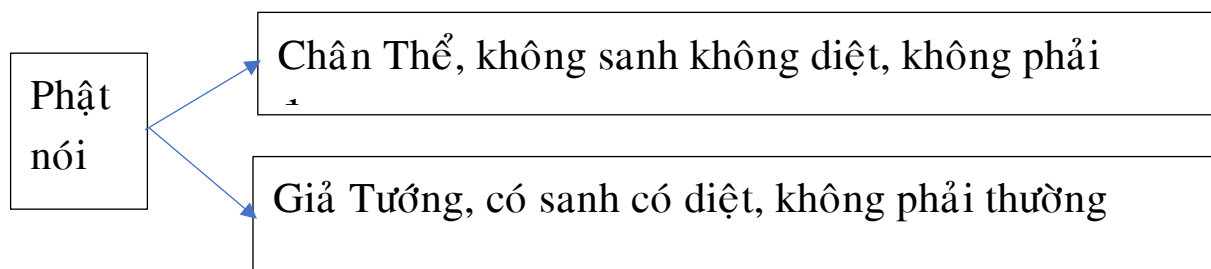 Phật
nói
Chân Thể, không sanh không diệt, không phải
Giả Tướng, có sanh có diệt, không phải thường